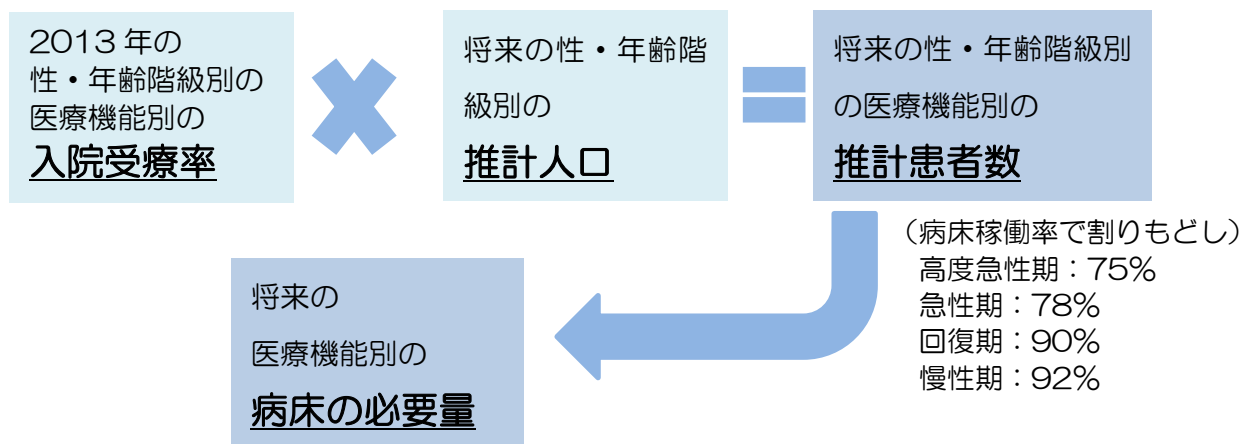 2013年の
性・年齢階級別の
医療機能別の
入院受療率
将来の性・年齢階
級別の
推計人口
将来の性・年齢階級別
の医療機能別の
推計患者数
（病床稼働率で割りもどし）
高度急性期：75%
急性期：78%
回復期：90%
慢性期：92%
将来の
医療機能別の
病床の必要量